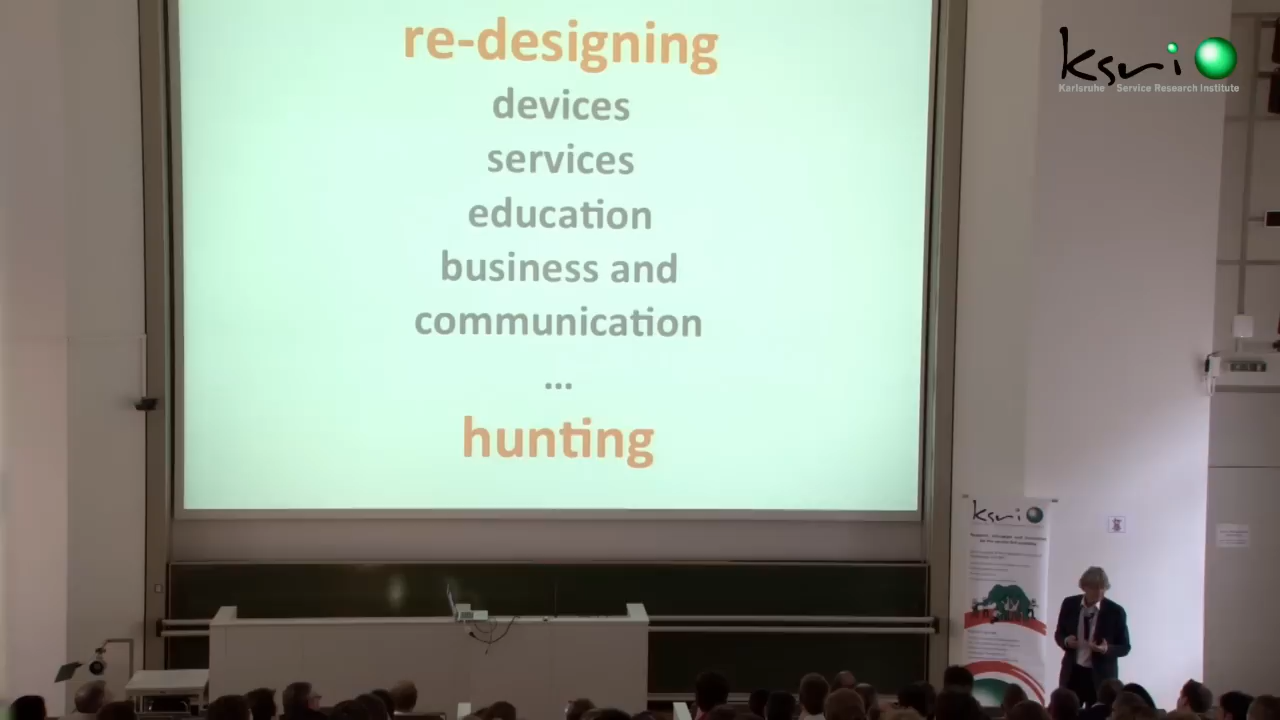 re-designing
devices
services
education
business and
communication
...
hunting
ksri
Karlsruhe Service Research Institute
ksri